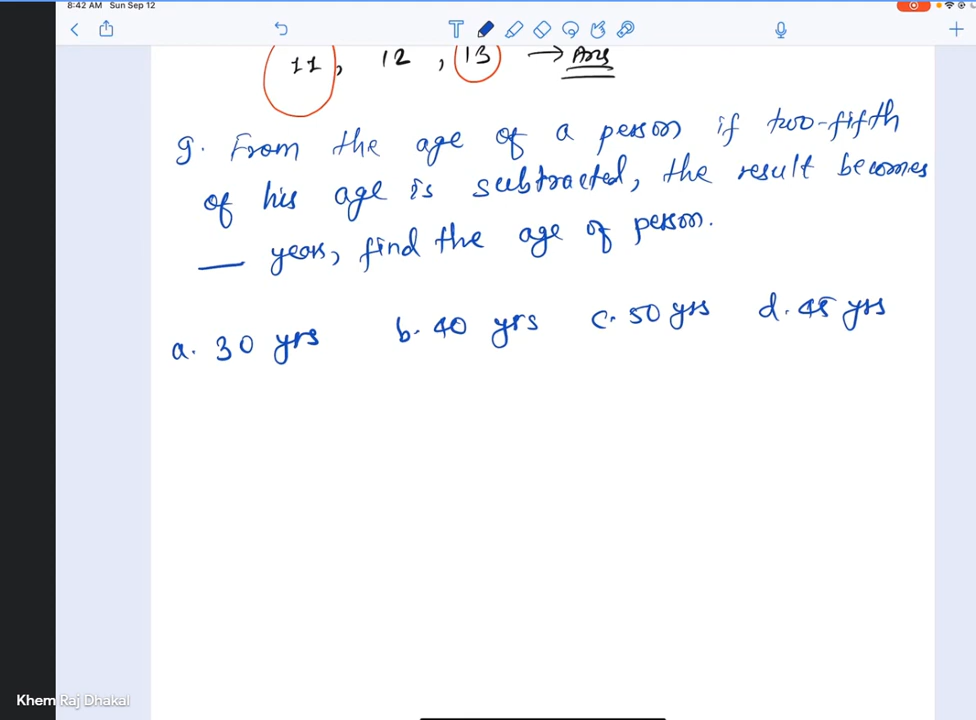 8:42 AM Sun Sep 12
11, 12, 13 → Ans
g. From the age of a person if two-fifth
of his age is subtracted, the result becomes
__ years, find the age of person.
a. 30 yrs b. 40 yrs c. 50 yrs d. 45 yrs
Khem Raj Dhakal